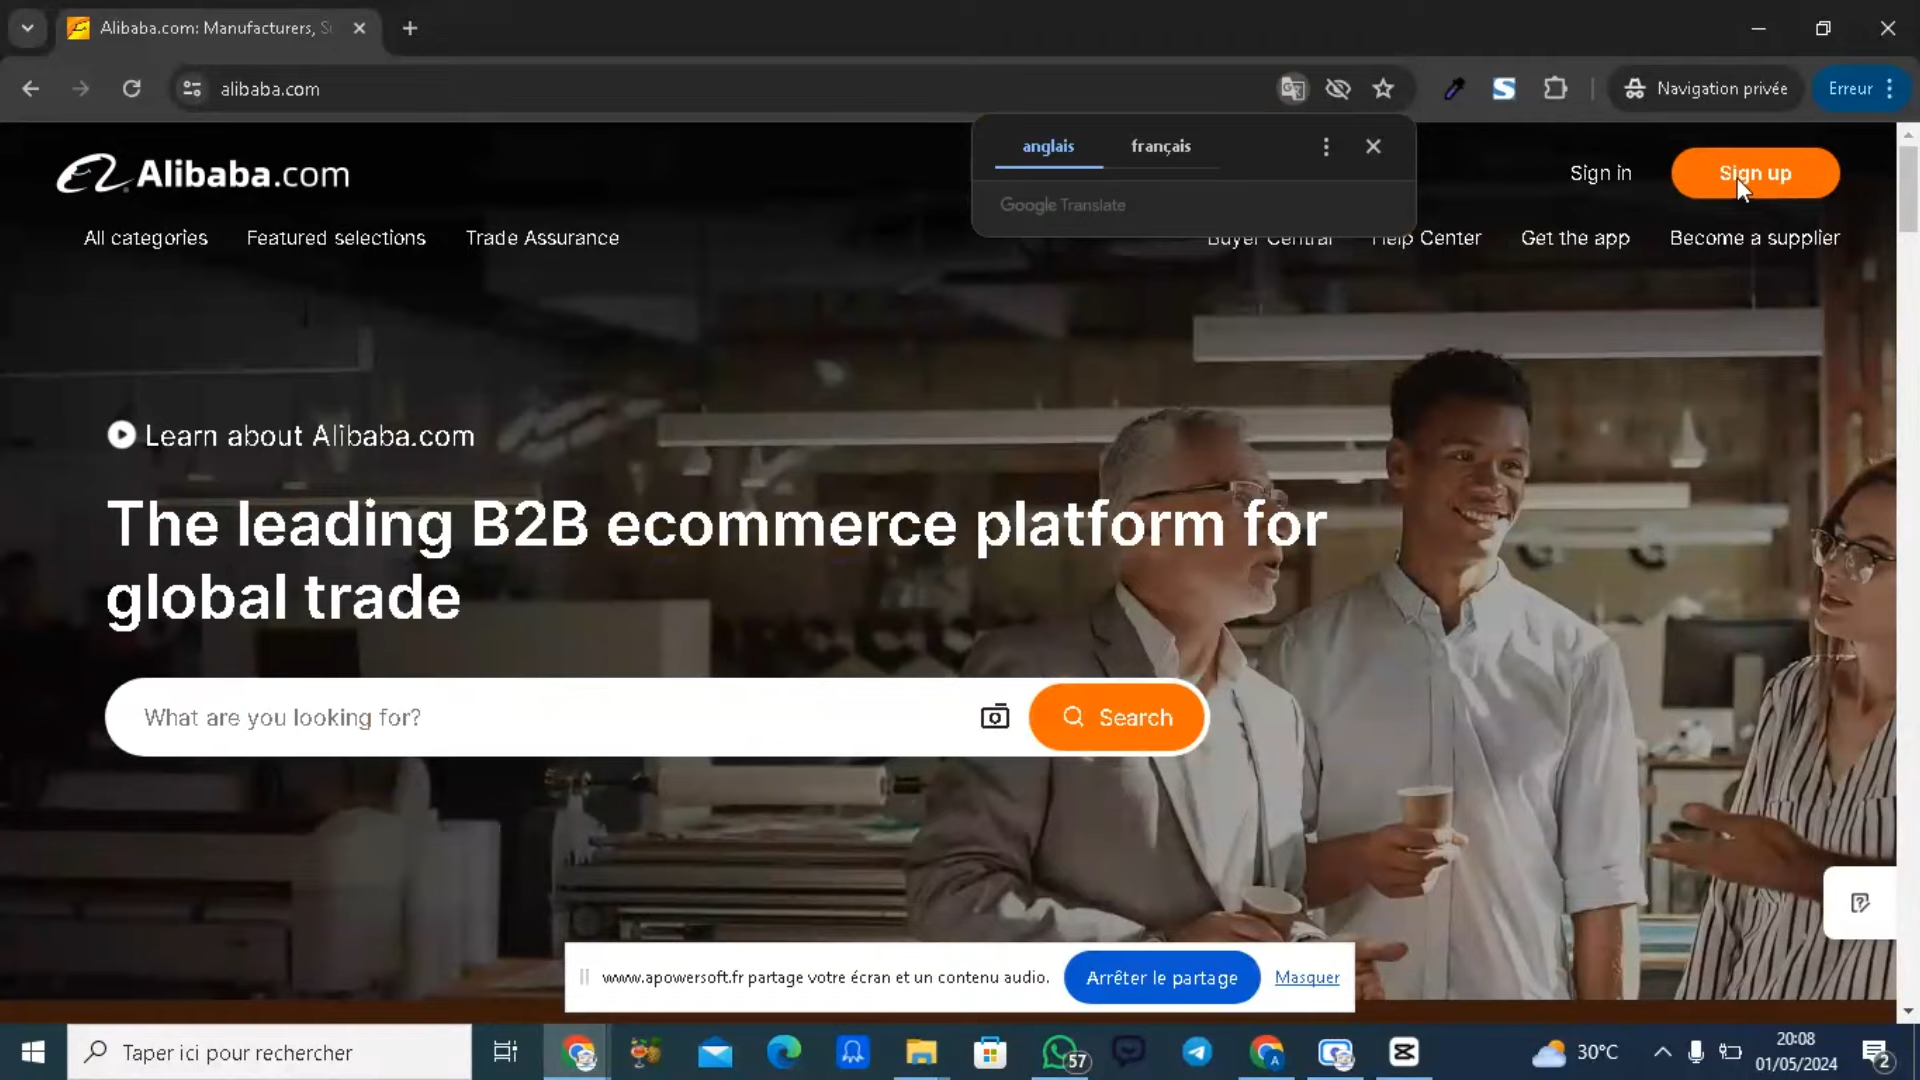 Alibaba.com: Manufacturers, S
alibaba.com
Navigation privée
Erreur
anglais
français
Google Translate
Alibaba.com
Sign in
Sign up
All categories
Featured selections
Trade Assurance
Buyer Central
Help Center
Get the app
Become a supplier
Learn about Alibaba.com
The leading B2B ecommerce platform for
global trade
What are you looking for?
Search
www.apowersoft.fr partage votre écran et un contenu audio.
Arrêter le partage
Masquer
Taper ici pour rechercher
57
30°C
20:08
01/05/2024
2